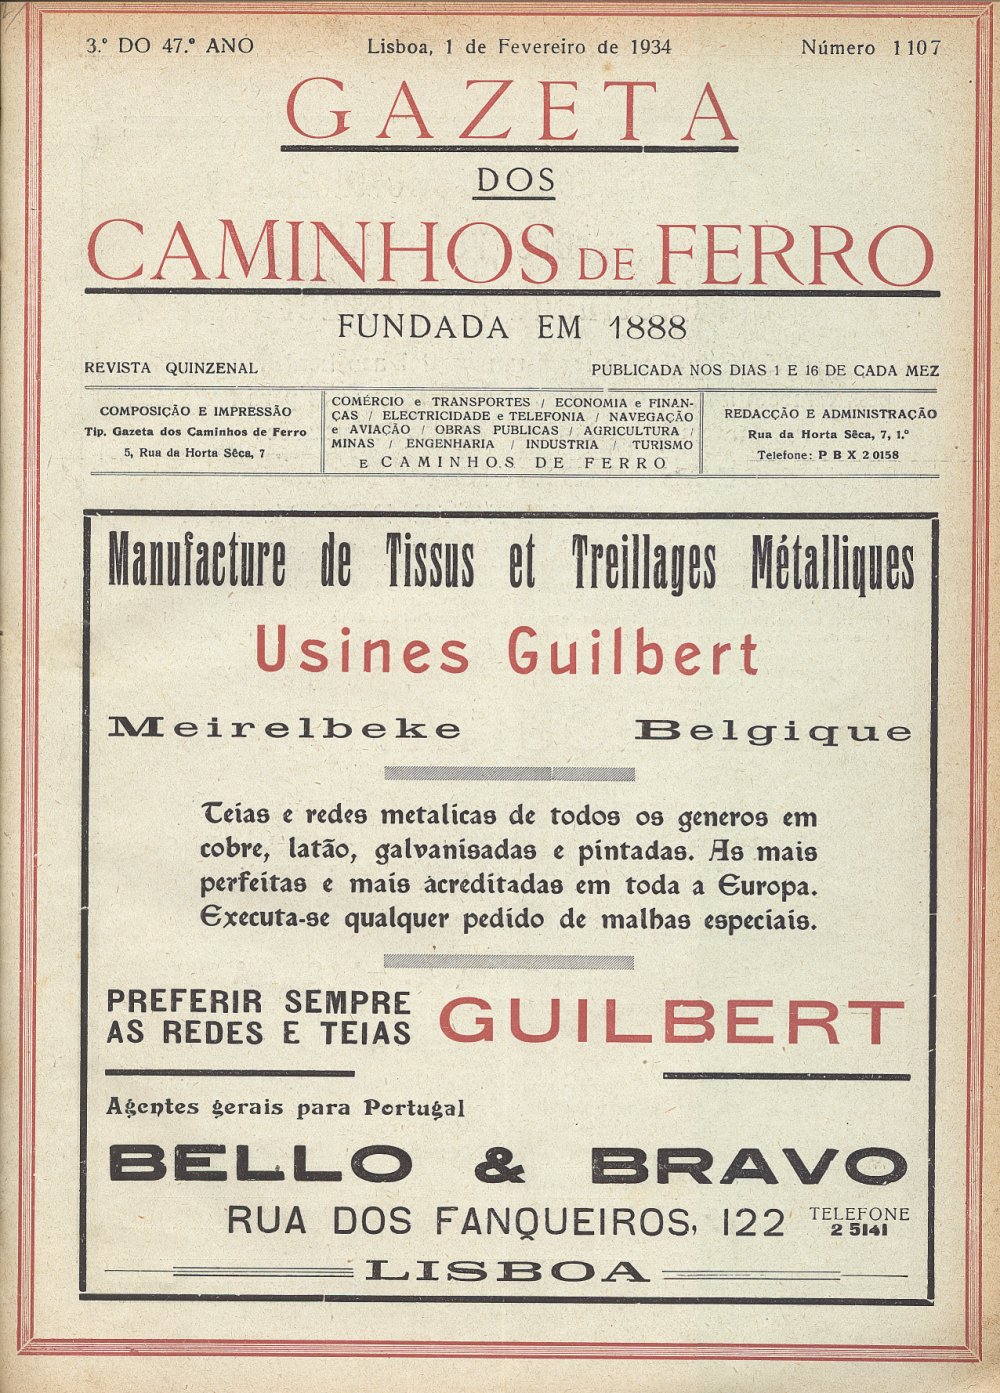 3.º DO 47.º ANO Lisboa, 1 de Fevereiro de 1934 Número 1107
GAZETA
DOS
CAMINHOS DE FERRO
FUNDADA EM 1888
REVISTA QUINZENAL PUBLICADA NOS DIAS 1 E 16 DE CADA MEZ
COMPOSIÇÃO E IMPRESSÃO
Tip. Gazeta dos Caminhos de Ferro
5, Rua da Horta Sêca, 7
COMÉRCIO e TRANSPORTES / ECONOMIA e FINAN-
ÇAS / ELECTRICIDADE e TELEFONIA / NAVEGAÇÃO
e AVIAÇÃO / OBRAS PUBLICAS / AGRICULTURA /
MINAS / ENGENHARIA / INDUSTRIA / TURISMO
E CAMINHOS DE FERRO
REDACÇÃO E ADMINISTRAÇÃO
Rua da Horta Sêca, 7, 1.º
Telefone: P B X 2 0158
Manufacture de Tissus et Treillages Métalliques
Usines Guilbert
Meirelbeke Belgique
Teias e redes metalicas de todos os generos em
cobre, latão, galvanisadas e pintadas. As mais
perfeitas e mais acreditadas em toda a Europa.
Executa-se qualquer pedido de malhas especiais.
PREFERIR SEMPRE
AS REDES E TEIAS GUILBERT
Agentes gerais para Portugal
BELLO & BRAVO
RUA DOS FANQUEIROS, 122 TELEFONE
2 5141
LISBOA